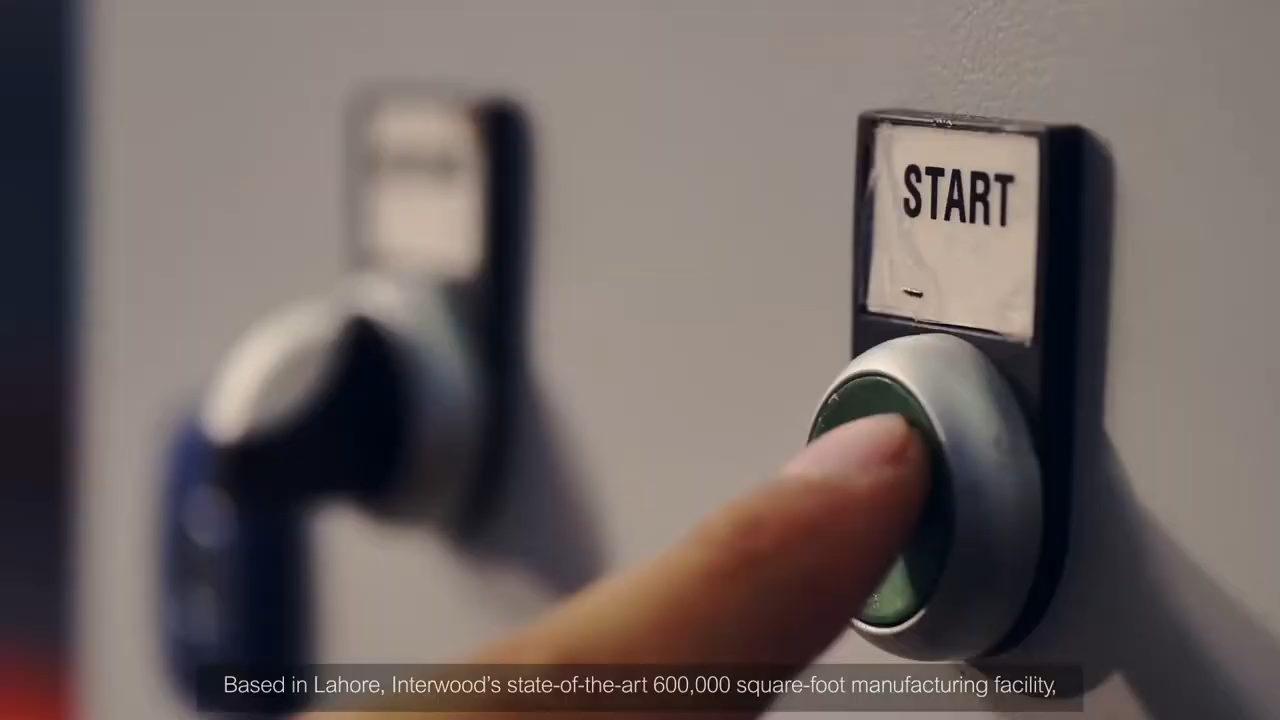 START
Based in Lahore, Interwood's state-of-the-art 600,000 square-foot manufacturing facility,